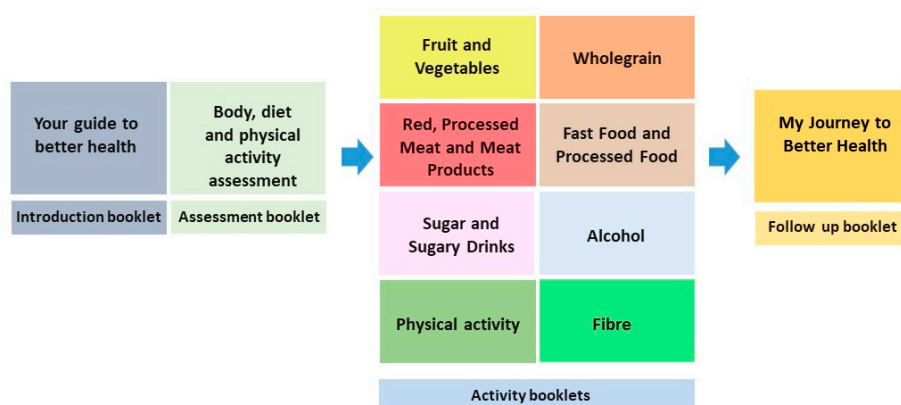 Your guide to
better health
Introduction booklet
Body, diet
and physical
activity
assessment
Assessment booklet
Fruit and
Vegetables
Wholegrain
Red, Processed
Meat and Meat
Products
Fast Food and
Processed Food
Sugar and
Sugary Drinks
Alcohol
Physical activity
Fibre
Activity booklets
My Journey to
Better Health
Follow up booklet